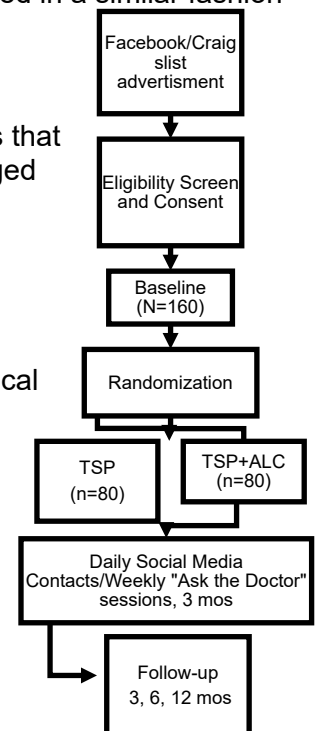 ed in a similar fashion
Facebook/Craig
slist
advertisment
s that
ged
Eligibility Screen
and Consent
Baseline
(N=160)
cal
Randomization
TSP
(n=80)
TSP+ALC
(n=80)
Daily Social Media
Contacts/Weekly "Ask the Doctor"
sessions, 3 mos
Follow-up
3, 6, 12 mos